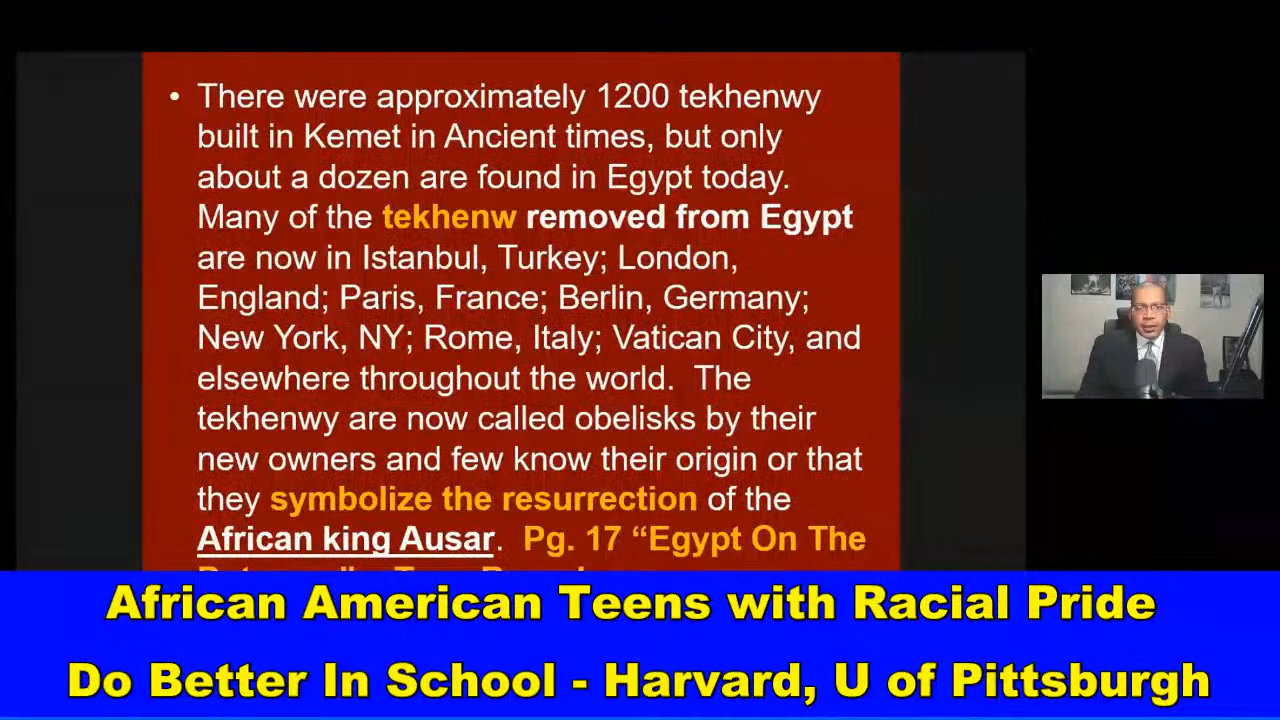 • There were approximately 1200 tekhenwy
built in Kemet in Ancient times, but only
about a dozen are found in Egypt today.
Many of the tekhenw removed from Egypt
are now in Istanbul, Turkey; London,
England; Paris, France; Berlin, Germany;
New York, NY; Rome, Italy; Vatican City, and
elsewhere throughout the world. The
tekhenwy are now called obelisks by their
new owners and few know their origin or that
they symbolize the resurrection of the
African king Ausar. Pg. 17 “Egypt On The
African American Teens with Racial Pride
Do Better In School - Harvard, U of Pittsburgh